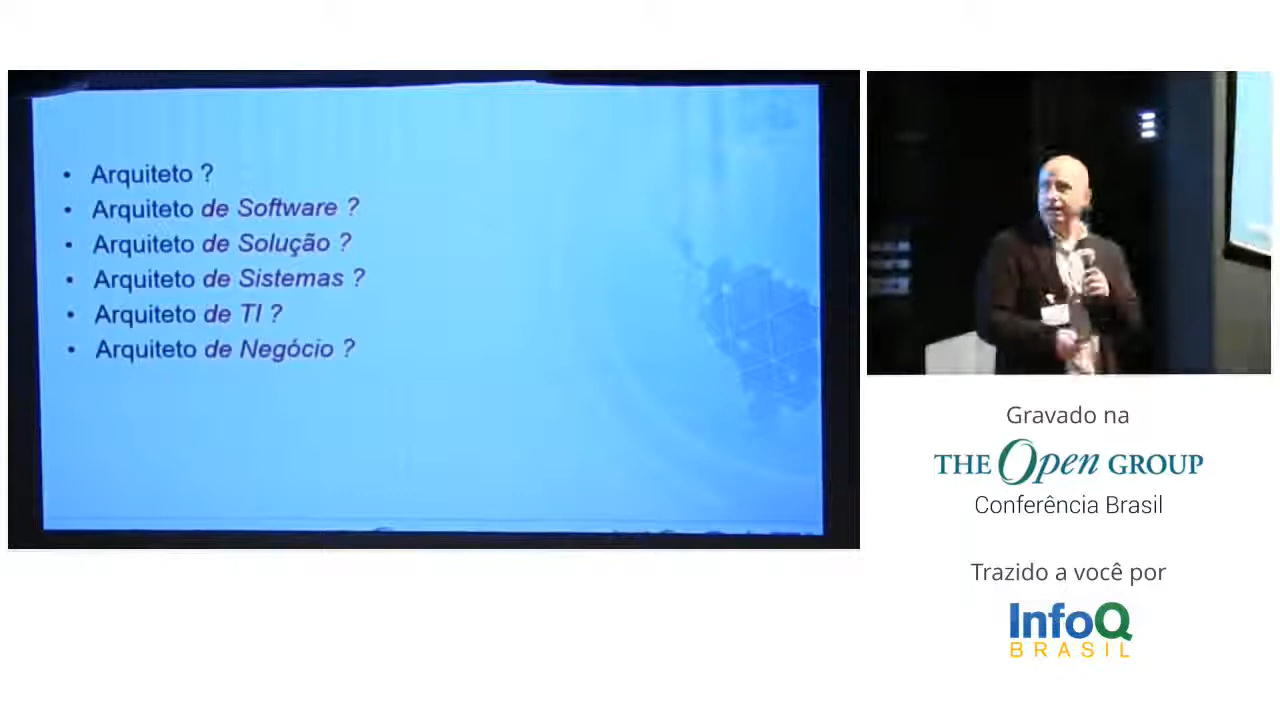 • Arquiteto ?
• Arquiteto de Software ?
• Arquiteto de Solução ?
• Arquiteto de Sistemas ?
• Arquiteto de TI ?
• Arquiteto de Negócio ?
Gravado na
THE Open GROUP
Conferência Brasil
Trazido a você por
InfoQ
BRASIL